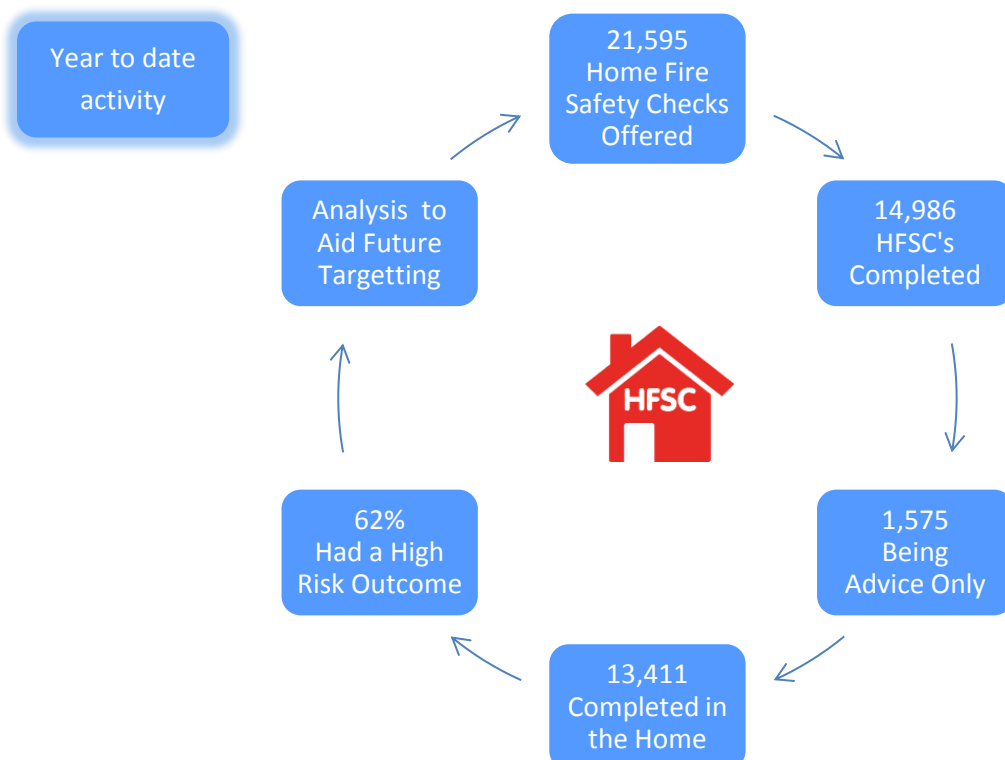 Year to date
activity
21,595
Home Fire
Safety Checks
Offered
14,986
HFSC's
Completed
1,575
Being
Advice Only
13,411
Completed in
the Home
62%
Had a High
Risk Outcome
Analysis to
Aid Future
Targetting
HFSC